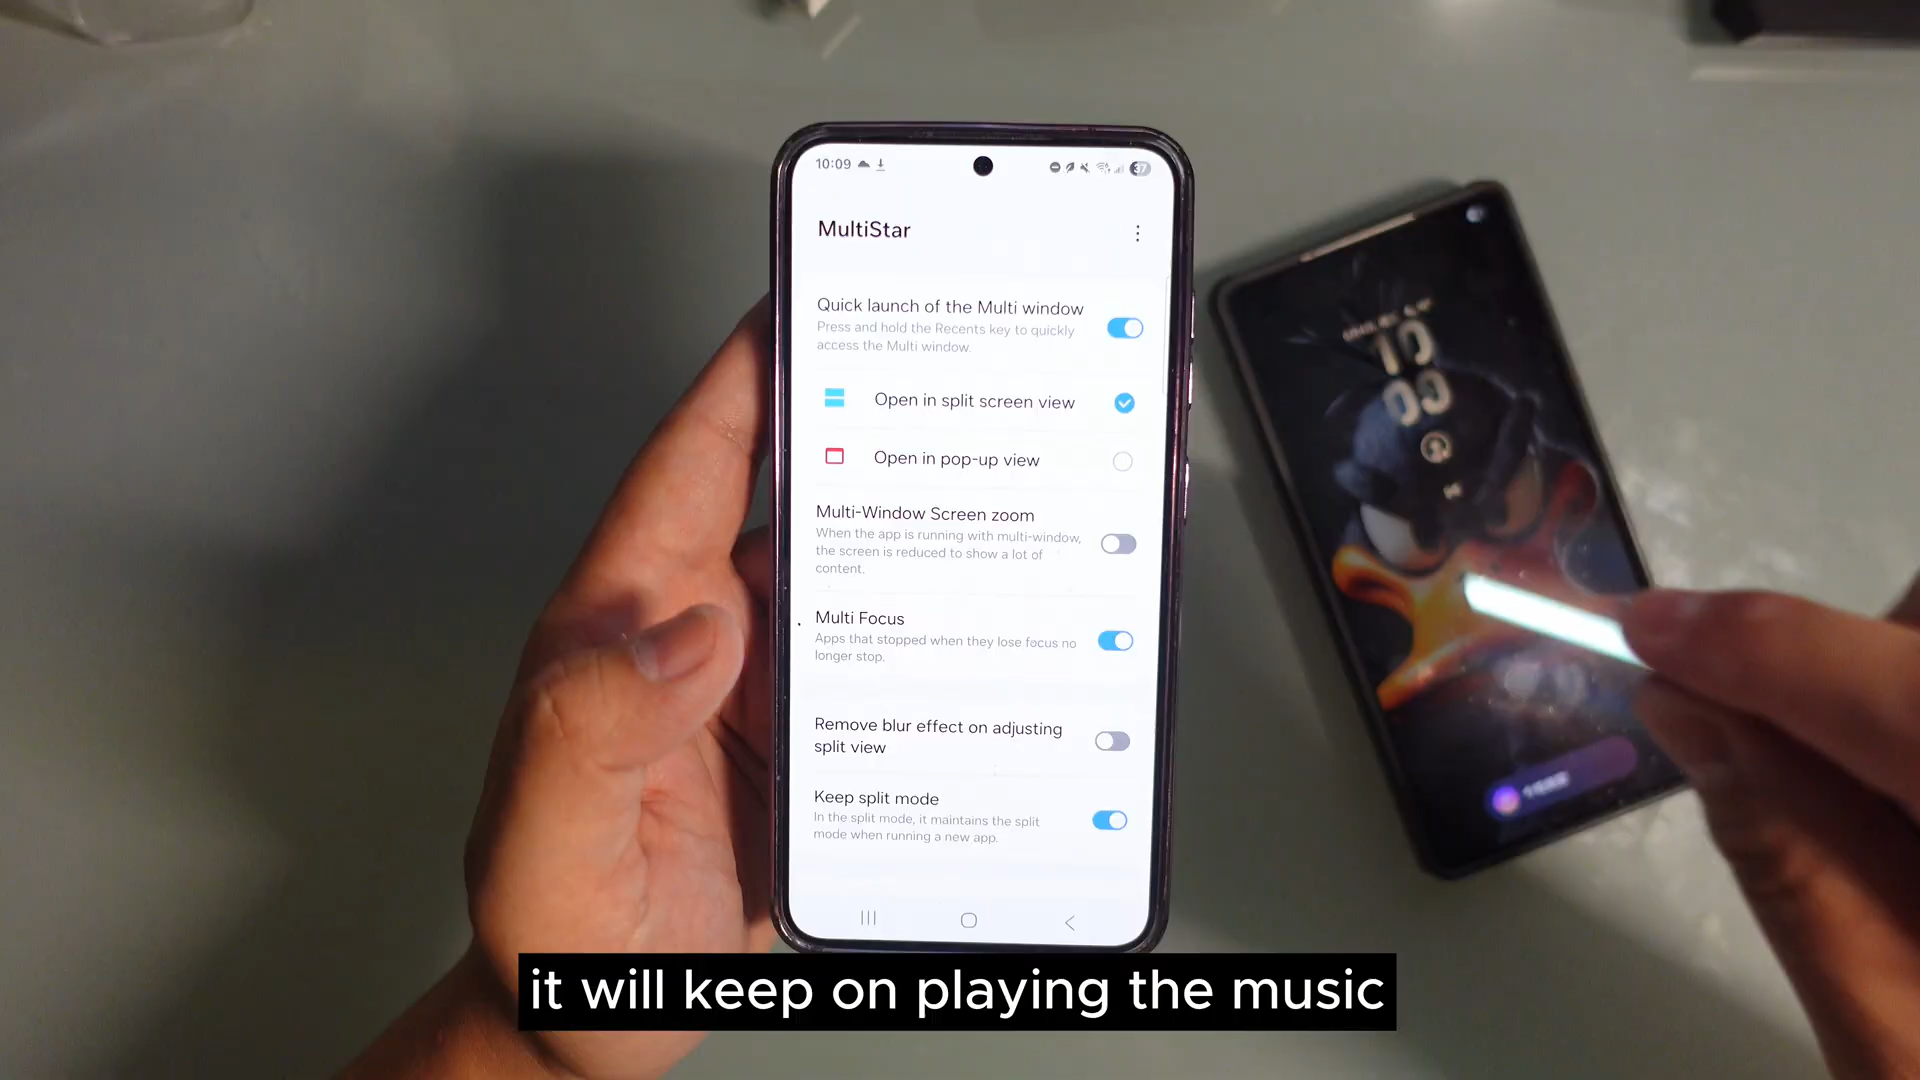 10:09
37
MultiStar
Quick launch of the Multi window
Press and hold the Recents key to quickly
access the Multi window.
Open in split screen view
Open in pop-up view
Multi-Window Screen zoom
When the app is running with multi-window,
the screen is reduced to show a lot of
content.
Multi Focus
Apps that stopped when they lose focus no
longer stop.
Remove blur effect on adjusting
split view
Keep split mode
In the split mode, it maintains the split
mode when running a new app.
10
09
it will keep on playing the music